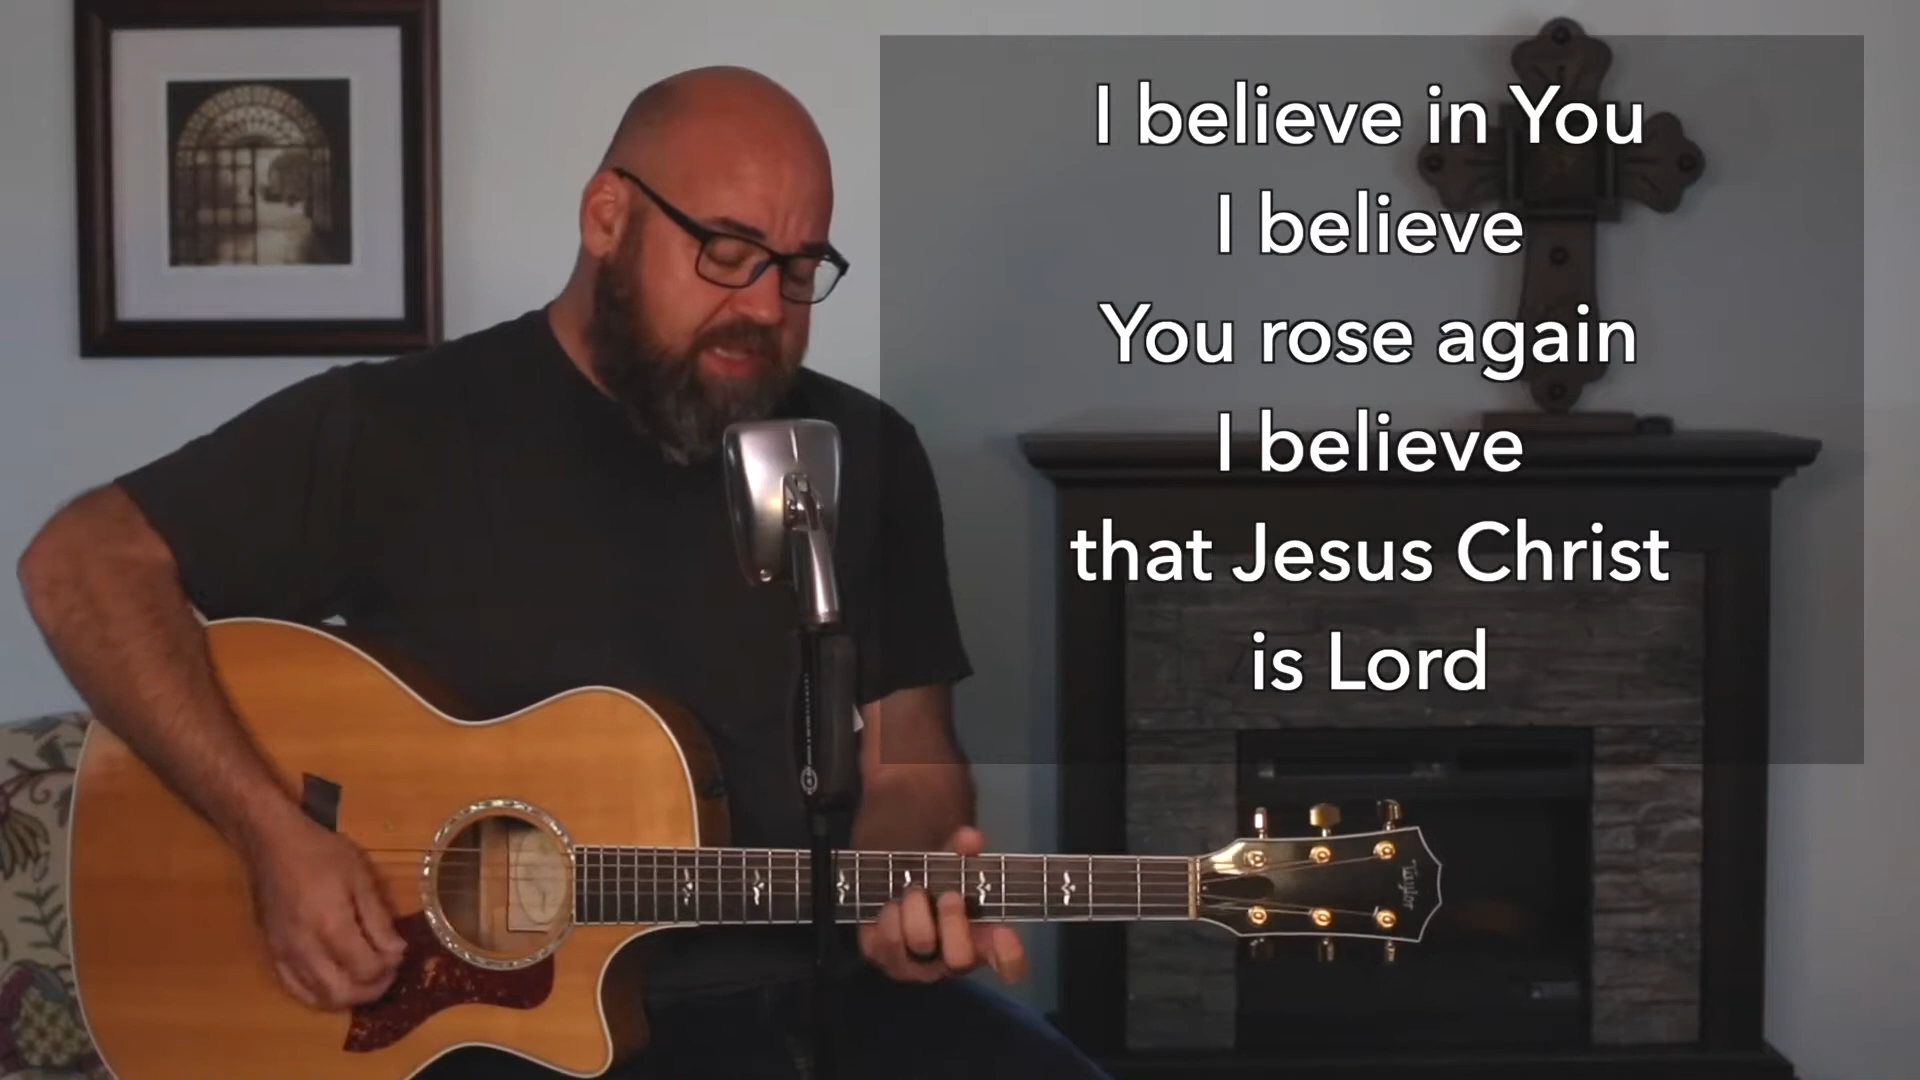 I believe in You
I believe
You rose again
I believe
that Jesus Christ
is Lord
Taylor